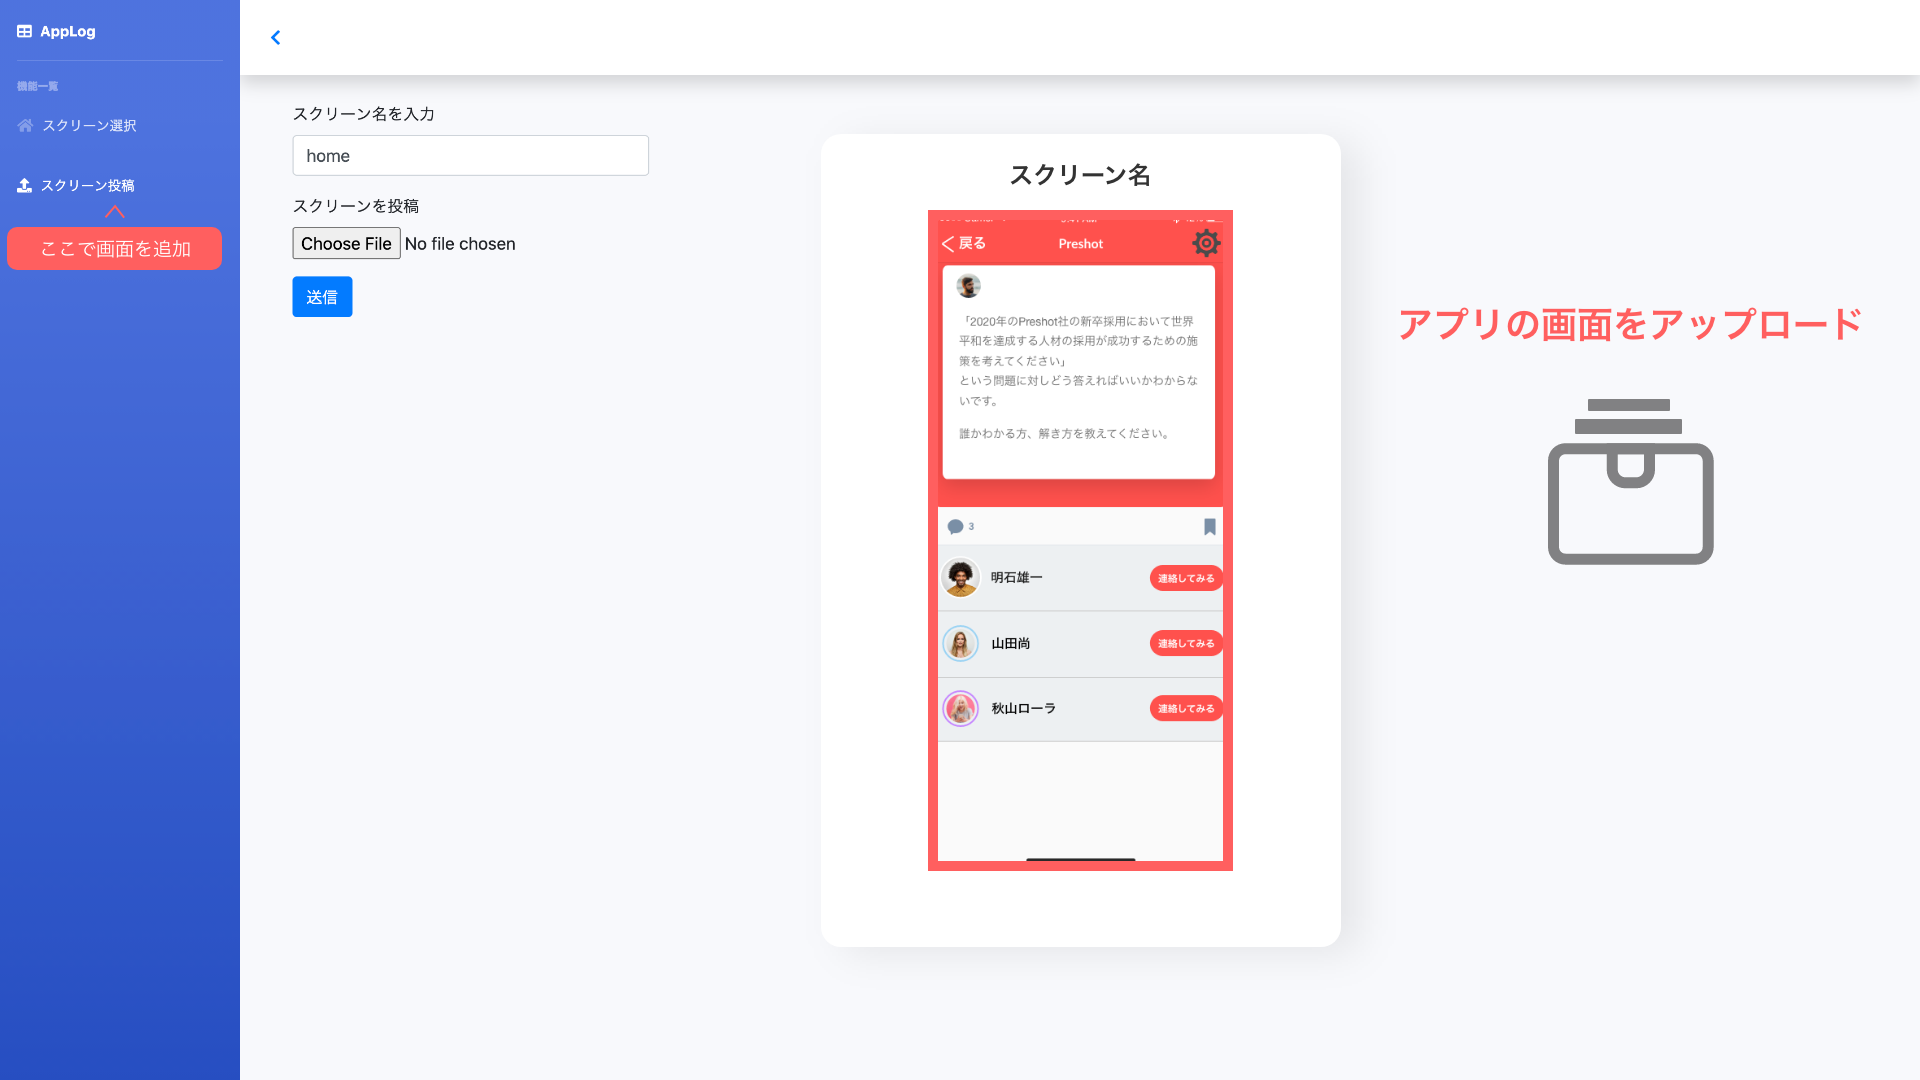 AppLog
機能一覧
スクリーン選択
スクリーン投稿
ここで画面を追加
スクリーン名を入力
home
スクリーンを投稿
Choose File No file chosen
送信
スクリーン名
戻る
Preshot
「2020年のPreshot社の新卒採用において世界
平和を達成する人材の採用が成功するための施
策を考えてください」
という問題に対しどう答えればいいかわからな
いです。
誰かわかる方、解き方を教えてください。
3
明石雄一
連絡してみる
山田尚
連絡してみる
秋山ローラ
連絡してみる
アプリの画面をアップロード